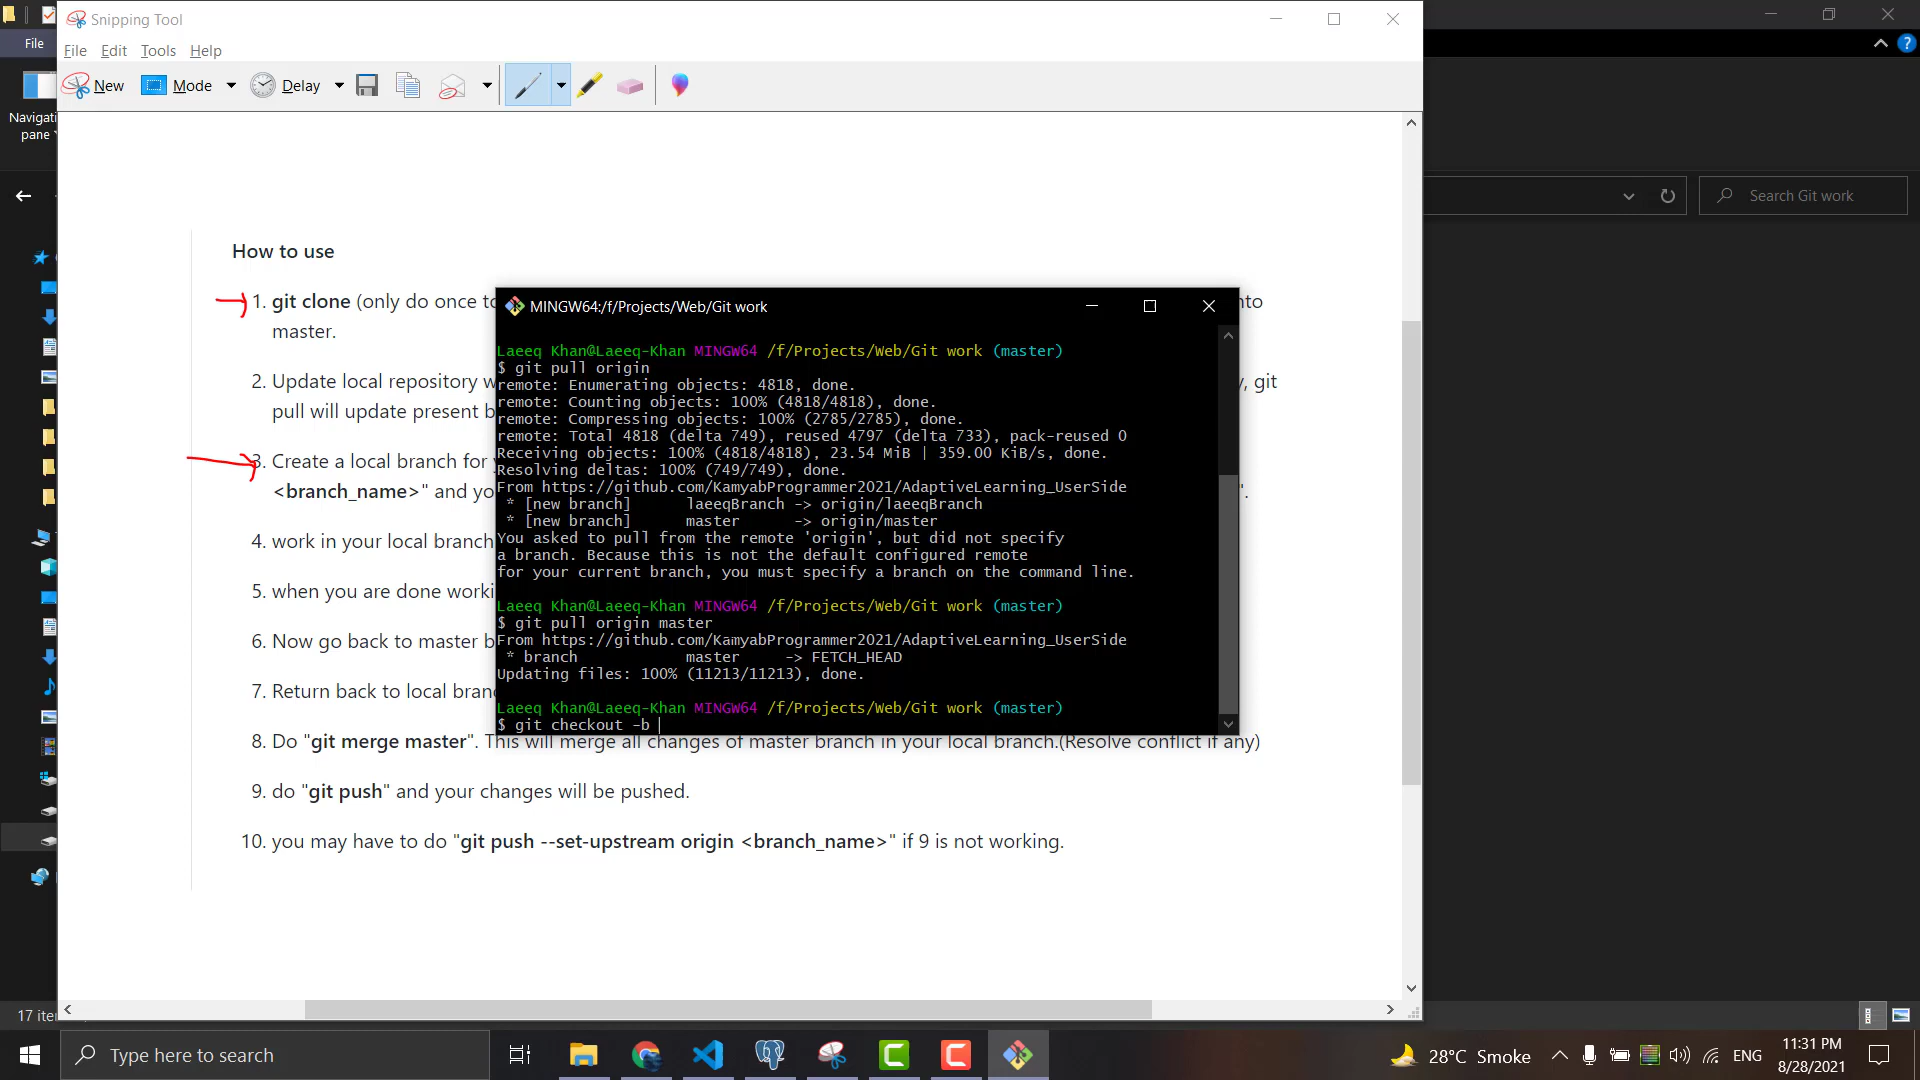 Snipping Tool
File
File Edit Tools Help
New Mode Delay
Navigati
pane
Search Git work
How to use
1. git clone (only do once to
nto
master.
2. Update local repository w
y, git
pull will update present b
3. Create a local branch for y
<branch_name>" and you
".
4. work in your local branch
5. when you are done worki
6. Now go back to master b
7. Return back to local branc
8. Do "git merge master". This will merge all changes of master branch in your local branch.(Resolve conflict if any)
9. do "git push" and your changes will be pushed.
10. you may have to do "git push --set-upstream origin <branch_name>" if 9 is not working.
MINGW64:/f/Projects/Web/Git work
Laeeq Khan@Laeeq-Khan MINGW64 /f/Projects/Web/Git work (master)
$ git pull origin
remote: Enumerating objects: 4818, done.
remote: Counting objects: 100% (4818/4818), done.
remote: Compressing objects: 100% (2785/2785), done.
remote: Total 4818 (delta 749), reused 4797 (delta 733), pack-reused 0
Receiving objects: 100% (4818/4818), 23.54 MiB | 359.00 KiB/s, done.
Resolving deltas: 100% (749/749), done.
From https://github.com/KamyabProgrammer2021/AdaptiveLearning_UserSide
* [new branch] laeeqBranch -> origin/laeeqBranch
* [new branch] master -> origin/master
You asked to pull from the remote 'origin', but did not specify
a branch. Because this is not the default configured remote
for your current branch, you must specify a branch on the command line.
Laeeq Khan@Laeeq-Khan MINGW64 /f/Projects/Web/Git work (master)
$ git pull origin master
From https://github.com/KamyabProgrammer2021/AdaptiveLearning_UserSide
* branch master -> FETCH_HEAD
Updating files: 100% (11213/11213), done.
Laeeq Khan@Laeeq-Khan MINGW64 /f/Projects/Web/Git work (master)
$ git checkout -b
17 ite
Type here to search
28°C Smoke
ENG
11:31 PM
8/28/2021